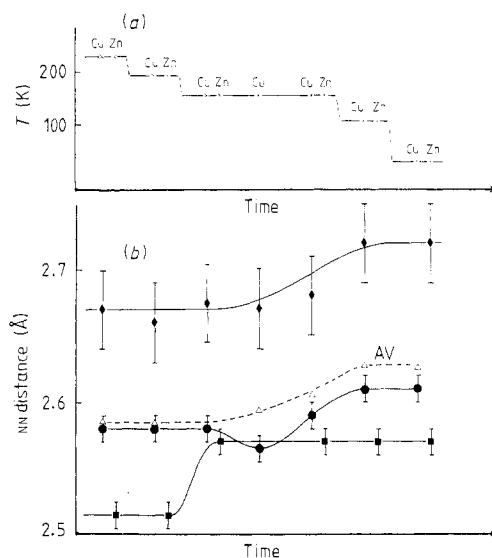 (a)
Cu Zn
Cu Zn
200
Cu Zn Cu Cu Zn
T (K)
100
Cu Zn
Cu Zn
Time
(b)
2.7
NN distance (Å)
AV
2.6
2.5
Time